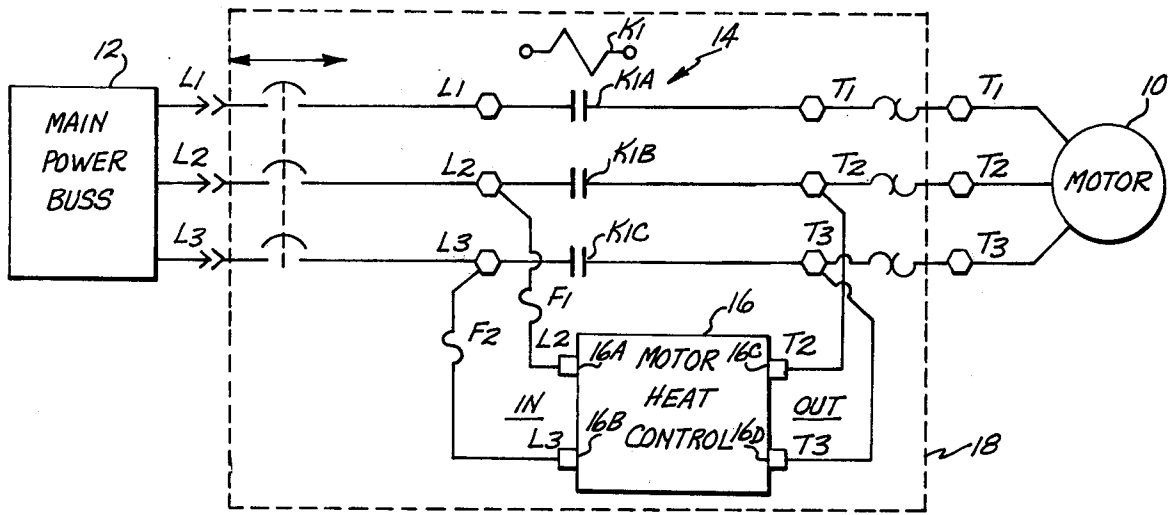 12
MAIN
POWER
BUSS
L1
L2
L3
K1
14
L1
K1A
T1
T1
10
L2
K1B
T2
T2
MOTOR
L3
K1C
T3
T3
F1
F2
16
L2
16A
MOTOR
HEAT
CONTROL
16C
T2
IN
OUT
L3
16B
16D
T3
18